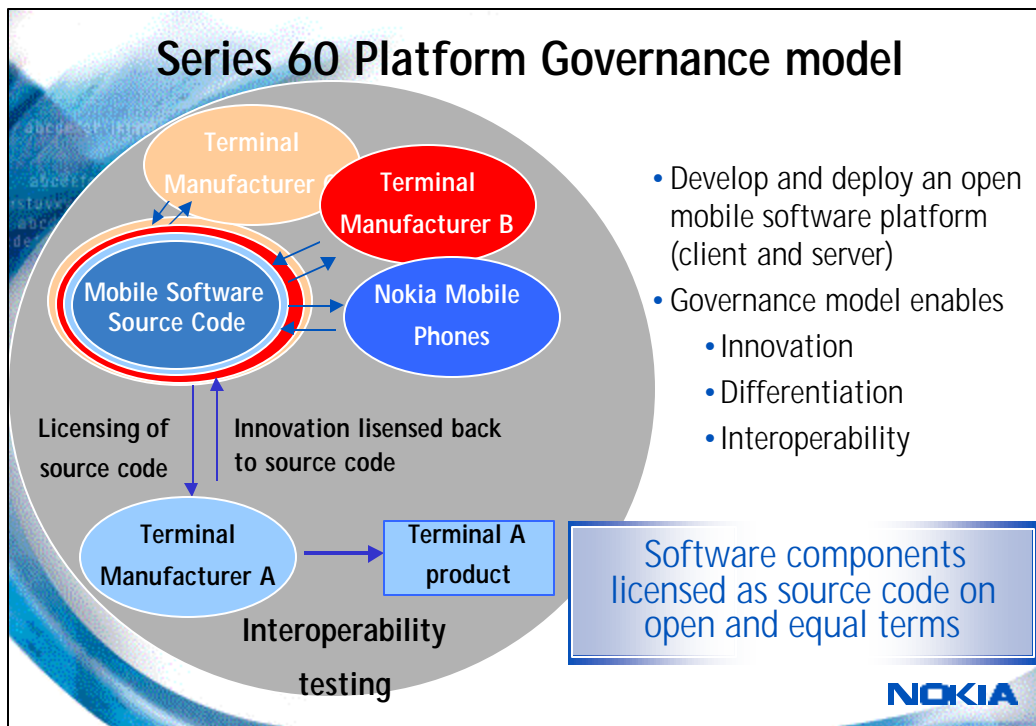 Series 60 Platform Governance model
Terminal
Manufacturer C
Terminal
Manufacturer B
Mobile Software
Source Code
Nokia Mobile
Phones
Licensing of
source code
Innovation lisensed back
to source code
Terminal
Manufacturer A
Terminal A
product
Interoperability
testing
• Develop and deploy an open
mobile software platform
(client and server)
• Governance model enables
• Innovation
• Differentiation
• Interoperability
Software components
licensed as source code on
open and equal terms
NOKIA